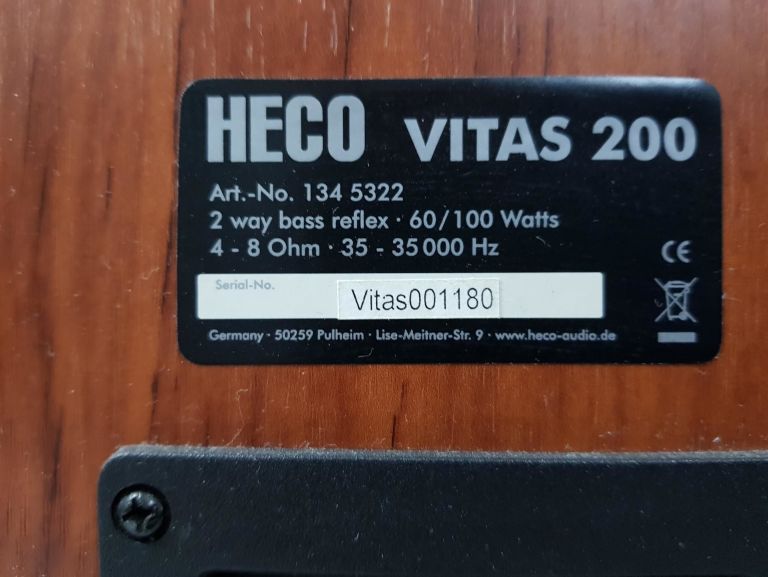 HECO VITAS 200
Art.-No. 134 5322
2 way bass reflex · 60/100 Watts
4 - 8 Ohm · 35 - 35 000 Hz
CE
Serial-No.
Vitas001180
Germany · 50259 Pulheim · Lise-Meitner-Str. 9 · www.heco-audio.de